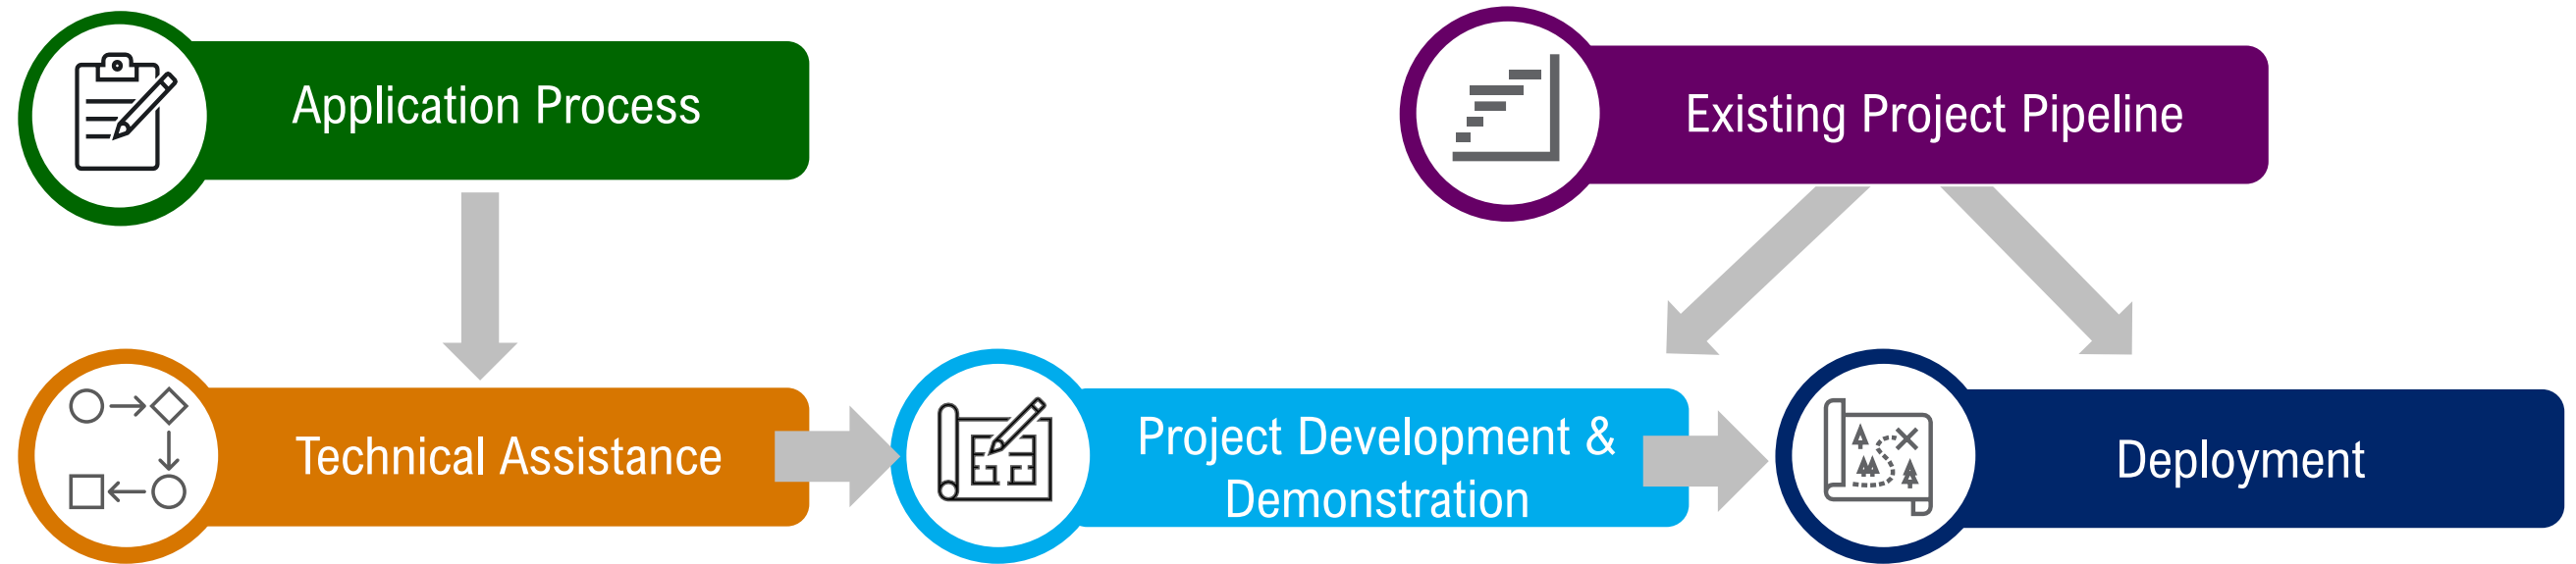 Application Process
Existing Project Pipeline
Technical Assistance
Project Development &
Demonstration
Deployment